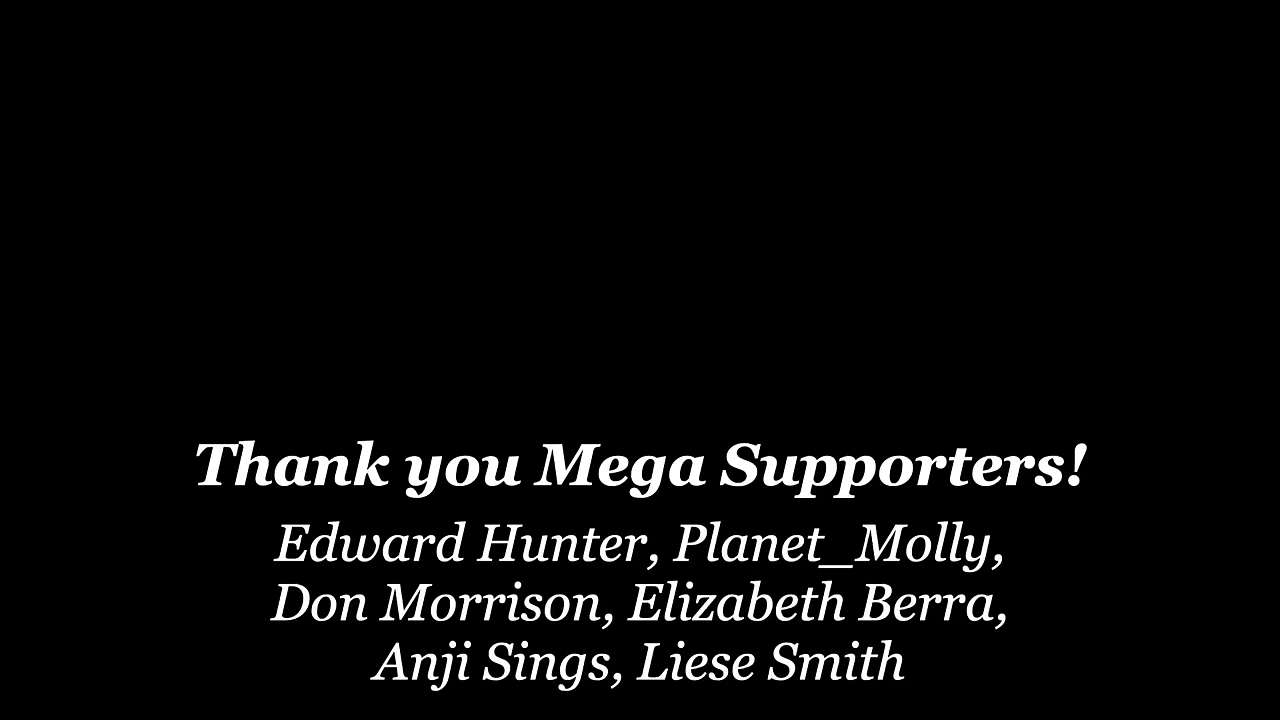 Thank you Mega Supporters!
Edward Hunter, Planet_Molly,
Don Morrison, Elizabeth Berra,
Anji Sings, Liese Smith